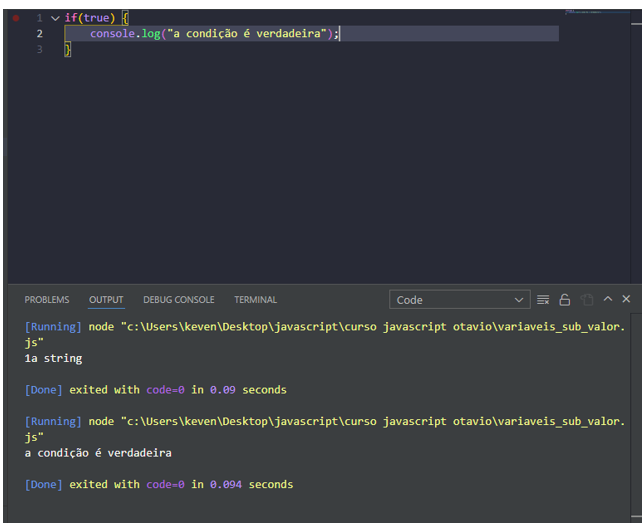 1 if(true) {
2 console.log("a condição é verdadeira");
3 }
PROBLEMS OUTPUT DEBUG CONSOLE TERMINAL Code
[Running] node "c:\Users\keven\Desktop\javascript\curso javascript otavio\variaveis_sub_valor.
js"
1a string
[Done] exited with code=0 in 0.09 seconds
[Running] node "c:\Users\keven\Desktop\javascript\curso javascript otavio\variaveis_sub_valor.
js"
a condição é verdadeira
[Done] exited with code=0 in 0.094 seconds